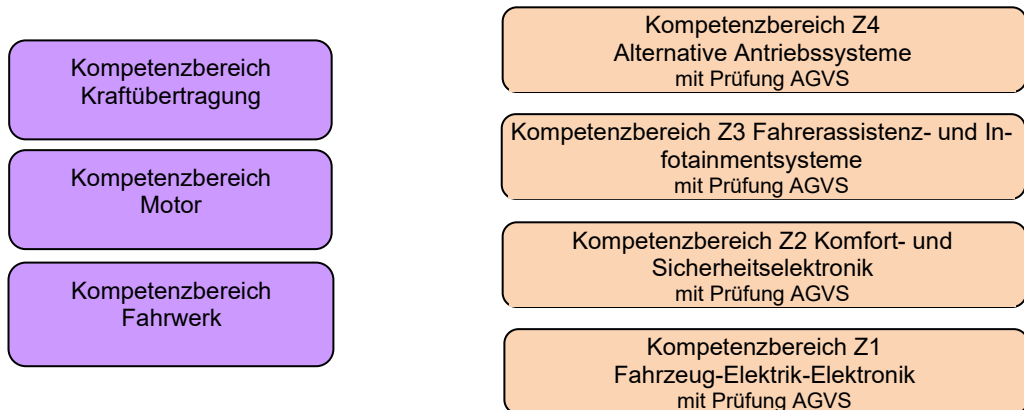 Kompetenzbereich
Kraftübertragung
Kompetenzbereich
Motor
Kompetenzbereich
Fahrwerk
Kompetenzbereich Z4
Alternative Antriebssysteme
mit Prüfung AGVS
Kompetenzbereich Z3 Fahrerassistenz- und In-
fotainmentsysteme
mit Prüfung AGVS
Kompetenzbereich Z2 Komfort- und
Sicherheitselektronik
mit Prüfung AGVS
Kompetenzbereich Z1
Fahrzeug-Elektrik-Elektronik
mit Prüfung AGVS